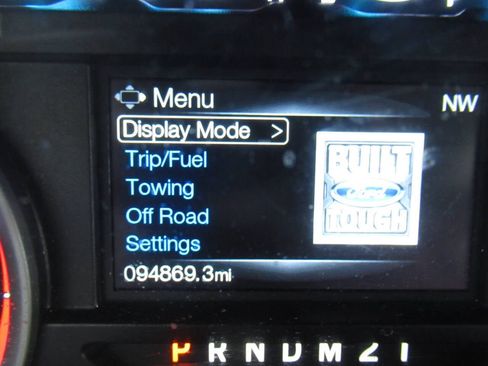 Menu
NW
Display Mode >
Trip/Fuel
Towing
Off Road
Settings
BUILT
Ford
TOUGH
094869.3mi
P R N D M 2 1